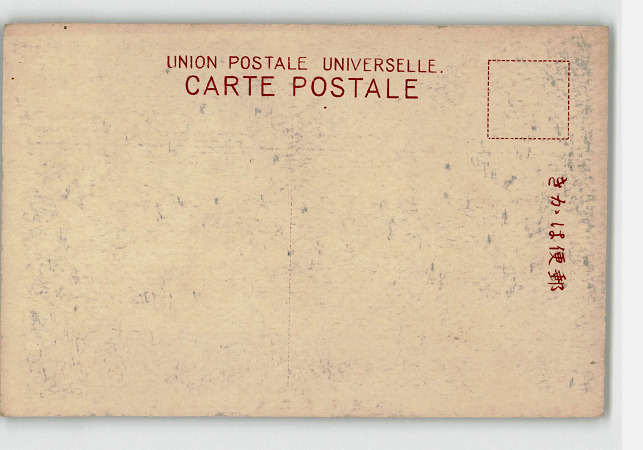 UNION POSTALE UNIVERSELLE.
CARTE POSTALE
きかは便郵